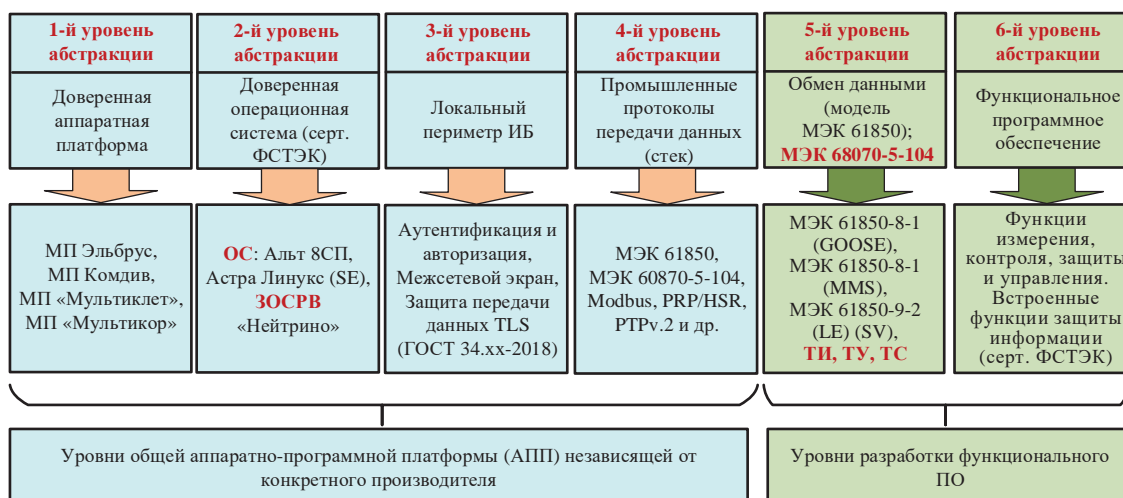 1-й уровень
абстракции
2-й уровень
абстракции
3-й уровень
абстракции
4-й уровень
абстракции
5-й уровень
абстракции
6-й уровень
абстракции
Доверенная
аппаратная
платформа
Доверенная
операционная
система (серт.
ФСТЭК)
Локальный
периметр ИБ
Промышленные
протоколы
передачи данных
(стек)
Обмен данными
(модель
МЭК 61850);
МЭК 68070-5-104
Функциональное
программное
обеспечение
МП Эльбрус,
МП Комдив,
МП «Мультиклет»,
МП «Мультикор»
ОС: Альт 8СП,
Астра Линукс (SE),
ЗОСРВ
«Нейтрино»
Аутентификация и
авторизация,
Межсетевой экран,
Защита передачи
данных TLS
(ГОСТ 34.xx-2018)
МЭК 61850,
МЭК 60870-5-104,
Modbus, PRP/HSR,
PTPv.2 и др.
МЭК 61850-8-1
(GOOSE),
МЭК 61850-8-1
(MMS),
МЭК 61850-9-2
(LE) (SV),
ТИ, ТУ, ТС
Функции
измерения,
контроля, защиты
и управления.
Встроенные
функции защиты
информации
(серт. ФСТЭК)
Уровни общей аппаратно-программной платформы (АПП) независящей от
конкретного производителя
Уровни разработки функционального
ПО